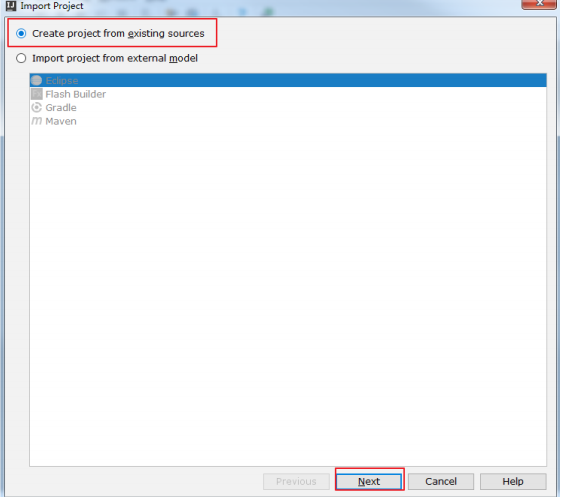 Import Project
Create project from existing sources
Import project from external model
Eclipse
Flash Builder
Gradle
Maven
Previous Next Cancel Help